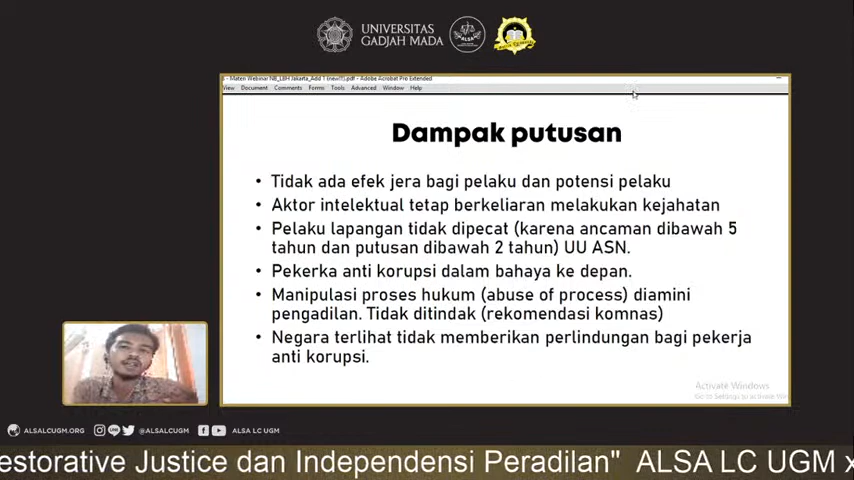 UNIVERSITAS
GADJAH MADA
ALSA
- Materi Webinar NB_LBH Jakarta_Add 1 (new!!!).pdf - Adobe Acrobat Pro Extended
View Document Comments Forms Tools Advanced Window Help
Dampak putusan
• Tidak ada efek jera bagi pelaku dan potensi pelaku
• Aktor intelektual tetap berkeliaran melakukan kejahatan
• Pelaku lapangan tidak dipecat (karena ancaman dibawah 5
tahun dan putusan dibawah 2 tahun) UU ASN.
• Pekerka anti korupsi dalam bahaya ke depan.
• Manipulasi proses hukum (abuse of process) diamini
pengadilan. Tidak ditindak (rekomendasi komnas)
• Negara terlihat tidak memberikan perlindungan bagi pekerja
anti korupsi.
Activate Windows
Go to Settings to activate Win
ALSALCUGM.ORG @ALSALCUGM ALSA LC UGM
estorative Justice dan Independensi Peradilan" ALSA LC UGM x